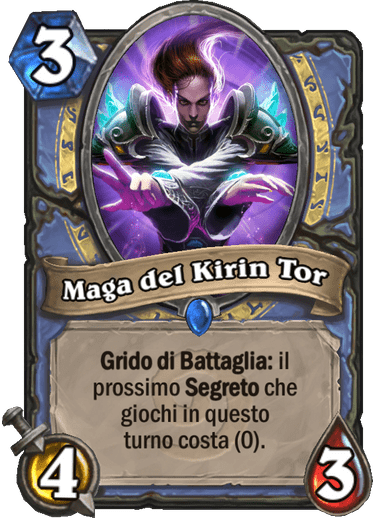 3
Maga del Kirin Tor
Grido di Battaglia: il
prossimo Segreto che
giochi in questo
turno costa (0).
4
3